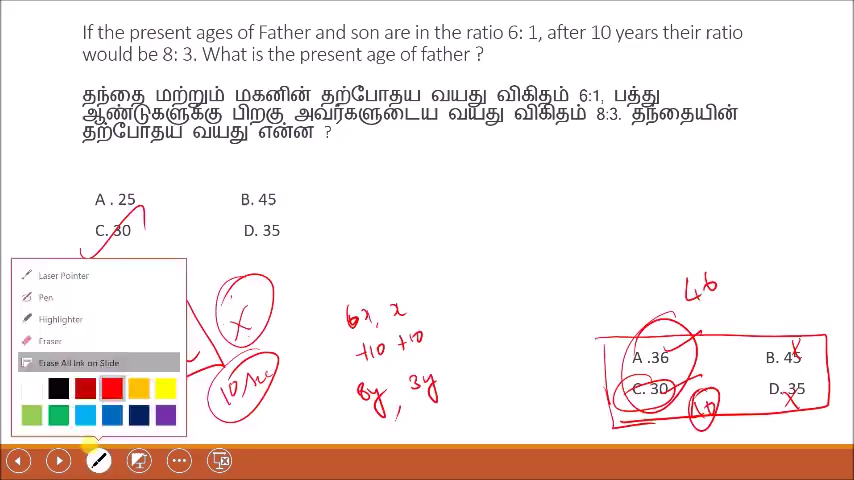 If the present ages of Father and son are in the ratio 6: 1, after 10 years their ratio
would be 8: 3. What is the present age of father ?
தந்தை மற்றும் மகனின் தற்போதய வயது விகிதம் 6:1, பத்து
ஆண்டுகளுக்கு பிறகு அவர்களுடைய வயது விகிதம் 8:3. தந்தையின்
தற்போதய வயது என்ன ?
A . 25 B. 45
C. 30 D. 35
Laser Pointer
Pen
Highlighter
Eraser
Erase All Ink on Slide
X
6x, x
+10 +10
8y, 3y
46
A .36 B. 45
C. 30 D. 35